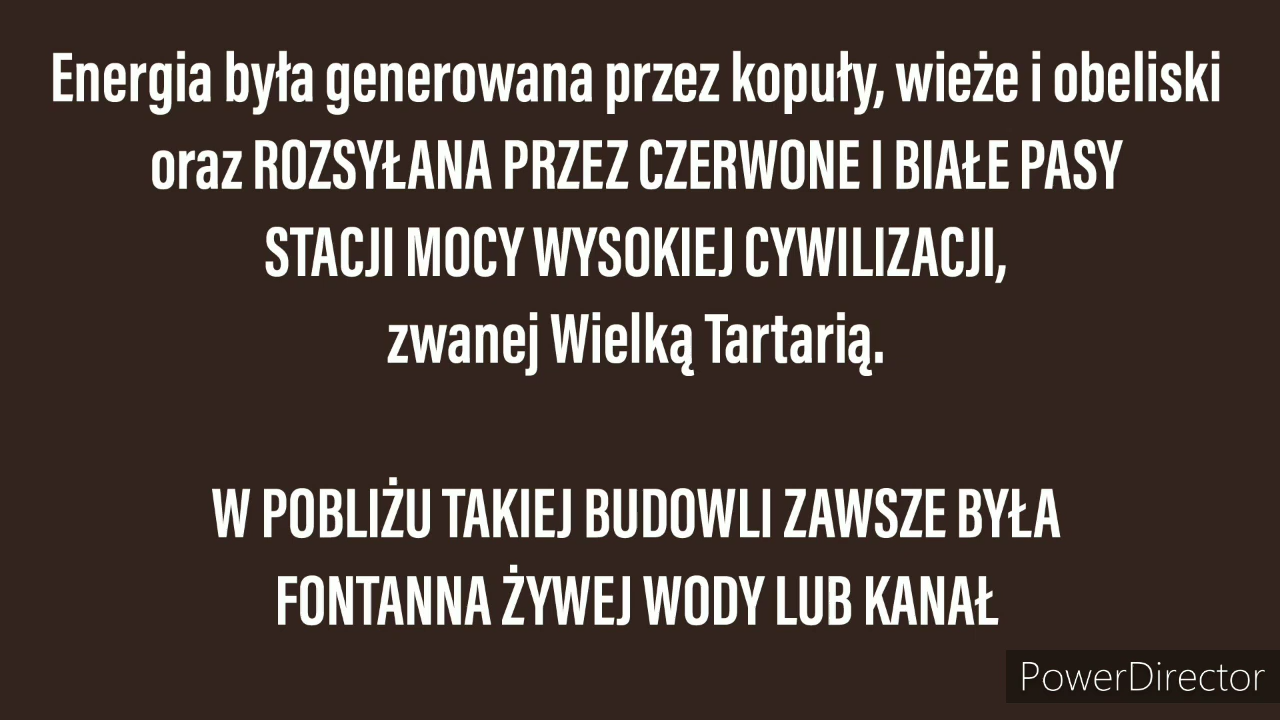 Energia była generowana przez kopuły, wieże i obeliski
oraz ROZSYŁANA PRZEZ CZERWONE I BIAŁE PASY
STACJI MOCY WYSOKIEJ CYWILIZACJI,
zwanej Wielką Tartarią.
W POBLIŻU TAKIEJ BUDOWLI ZAWSZE BYŁA
FONTANNA ŻYWEJ WODY LUB KANAŁ
PowerDirector